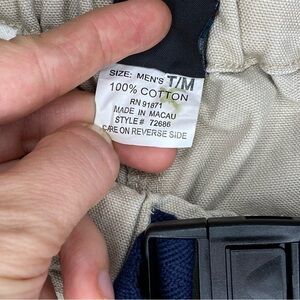 SIZE: MEN'S T/M
100% COTTON
RN 91871
MADE IN MACAU
STYLE # 72686
CARE ON REVERSE SIDE